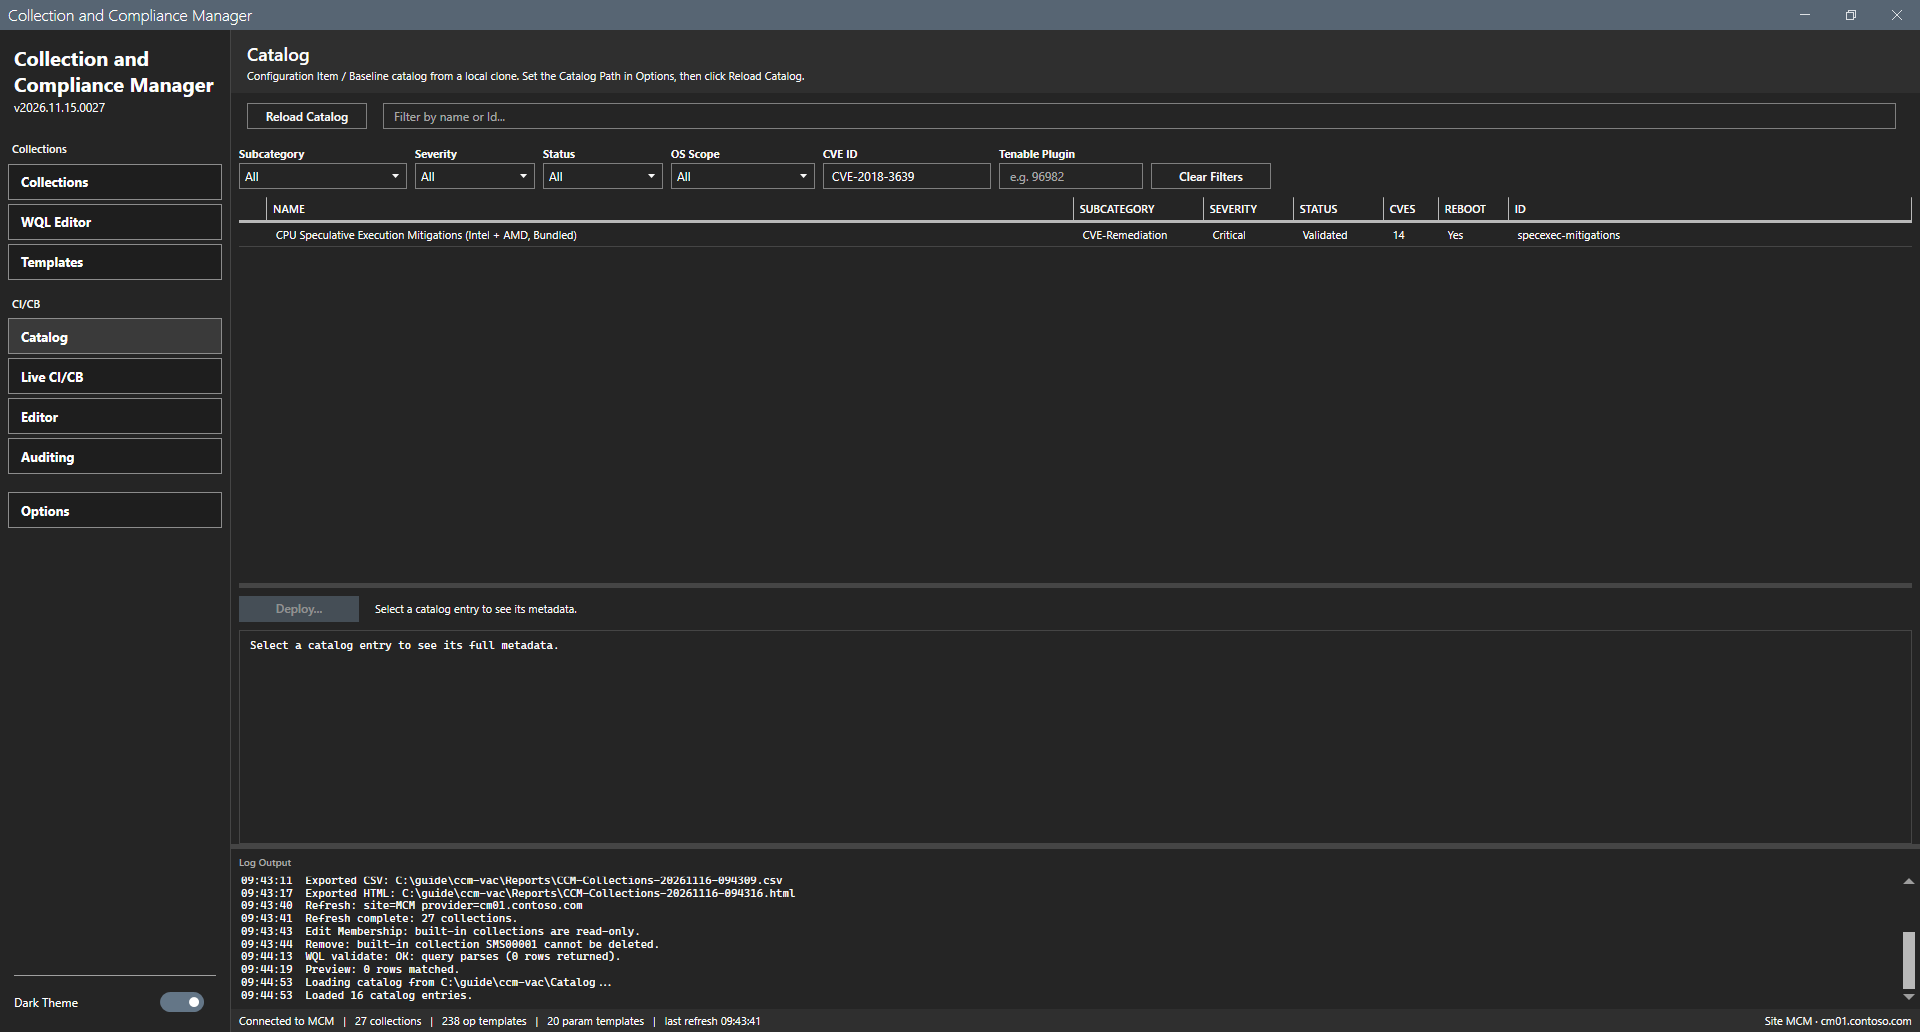 Collection and Compliance Manager
Collection and
Compliance Manager
v2026.11.15.0027
Collections
Collections
WQL Editor
Templates
CI/CB
Catalog
Live CI/CB
Editor
Auditing
Options
Dark Theme
Catalog
Configuration Item / Baseline catalog from a local clone. Set the Catalog Path in Options, then click Reload Catalog.
Reload Catalog
Filter by name or Id...
Subcategory Severity Status OS Scope CVE ID Tenable Plugin
All All All All CVE-2018-3639 e.g. 96982 Clear Filters
NAME SUBCATEGORY SEVERITY STATUS CVES REBOOT ID
CPU Speculative Execution Mitigations (Intel + AMD, Bundled) CVE-Remediation Critical Validated 14 Yes specexec-mitigations
Deploy... Select a catalog entry to see its metadata.
Select a catalog entry to see its full metadata.
Log Output
09:43:11 Exported CSV: C:\guide\ccm-vac\Reports\CCM-Collections-20261116-094309.csv
09:43:17 Exported HTML: C:\guide\ccm-vac\Reports\CCM-Collections-20261116-094316.html
09:43:40 Refresh: site=MCM provider=cm01.contoso.com
09:43:41 Refresh complete: 27 collections.
09:43:43 Edit Membership: built-in collections are read-only.
09:43:44 Remove: built-in collection SMS00001 cannot be deleted.
09:44:13 WQL validate: OK: query parses (0 rows returned).
09:44:19 Preview: 0 rows matched.
09:44:53 Loading catalog from C:\guide\ccm-vac\Catalog...
09:44:53 Loaded 16 catalog entries.
Connected to MCM | 27 collections | 238 op templates | 20 param templates | last refresh 09:43:41
Site MCM · cm01.contoso.com